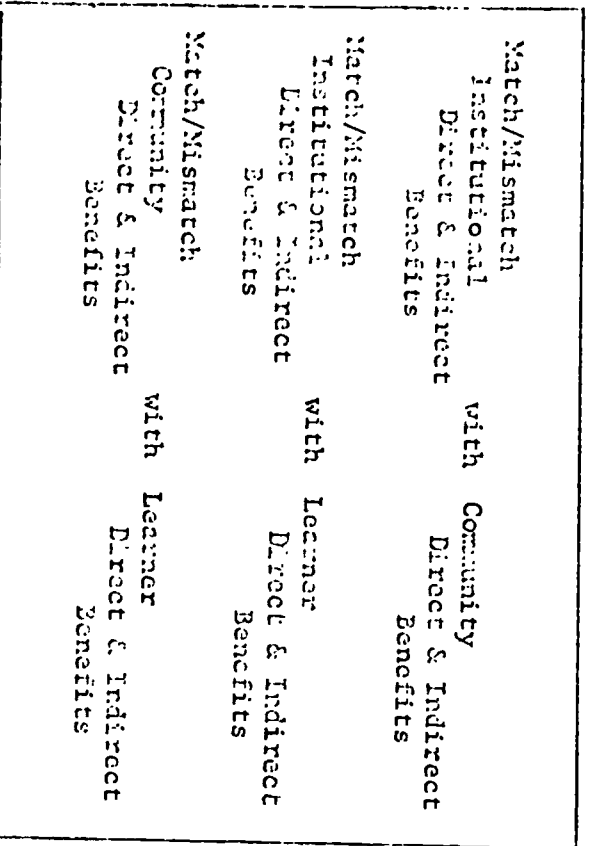 Match/Mismatch
Institutional with Community
Direct & Indirect Direct & Indirect
Benefits Benefits
Match/Mismatch
Institutional with Learner
Direct & Indirect Direct & Indirect
Benefits Benefits
Match/Mismatch
Community with Learner
Direct & Indirect Direct & Indirect
Benefits Benefits